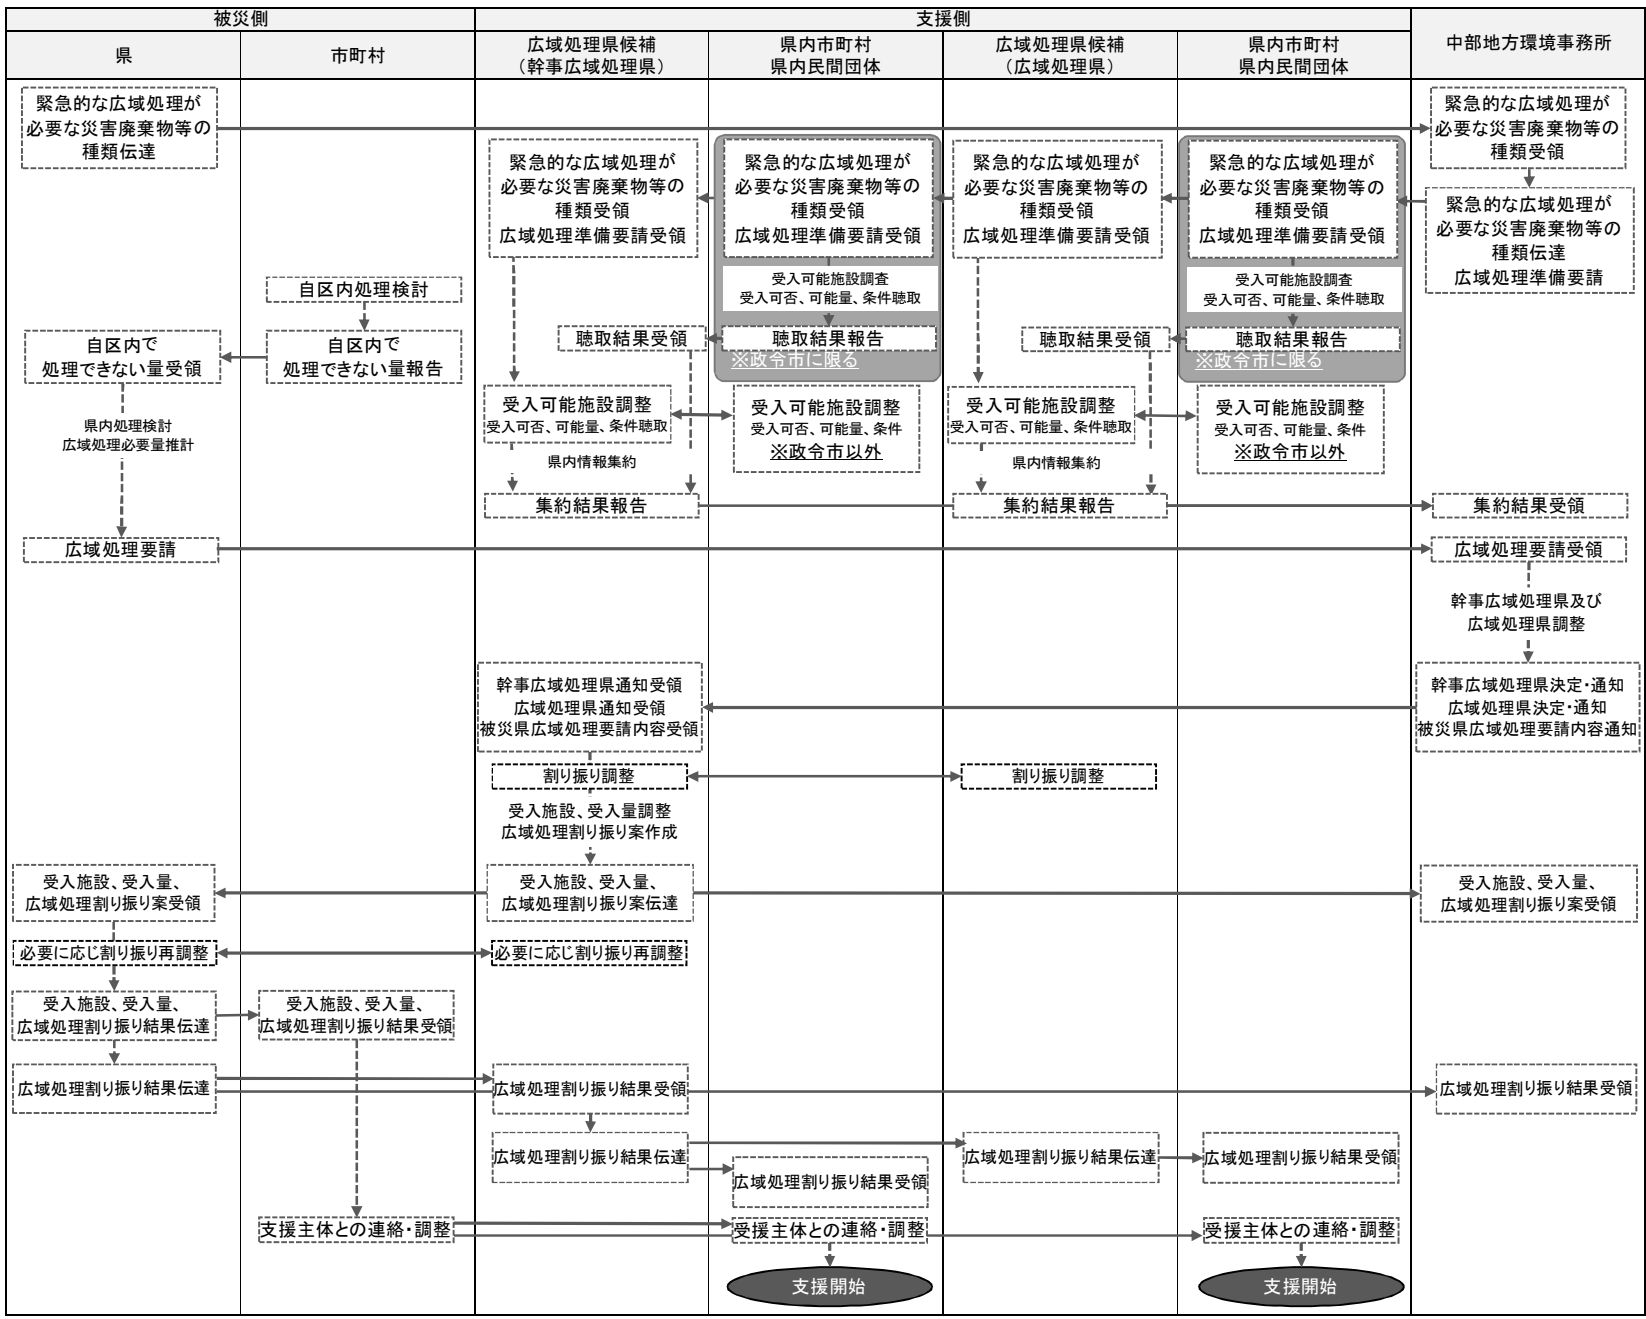 被災側
支援側
中部地方環境事務所
県
市町村
広域処理県候補
（幹事広域処理県）
県内市町村
県内民間団体
広域処理県候補
（広域処理県）
県内市町村
県内民間団体
緊急的な広域処理が
必要な災害廃棄物等の
種類伝達
緊急的な広域処理が
必要な災害廃棄物等の
種類受領
緊急的な広域処理が
必要な災害廃棄物等の
種類受領
広域処理準備要請受領
緊急的な広域処理が
必要な災害廃棄物等の
種類受領
広域処理準備要請受領
緊急的な広域処理が
必要な災害廃棄物等の
種類受領
広域処理準備要請受領
緊急的な広域処理が
必要な災害廃棄物等の
種類受領
広域処理準備要請受領
緊急的な広域処理が
必要な災害廃棄物等の
種類伝達
広域処理準備要請
受入可能施設調査
受入可否、可能量、条件聴取
受入可能施設調査
受入可否、可能量、条件聴取
自区内処理検討
自区内で
処理できない量受領
自区内で
処理できない量報告
聴取結果受領
聴取結果報告
※政令市に限る
聴取結果受領
聴取結果報告
※政令市に限る
県内処理検討
広域処理必要量推計
受入可能施設調整
受入可否、可能量、条件聴取
受入可能施設調整
受入可否、可能量、条件
※政令市以外
受入可能施設調整
受入可否、可能量、条件聴取
受入可能施設調整
受入可否、可能量、条件
※政令市以外
県内情報集約
県内情報集約
集約結果報告
集約結果報告
集約結果受領
広域処理要請
広域処理要請受領
幹事広域処理県及び
広域処理県調整
幹事広域処理県通知受領
広域処理県通知受領
被災県広域処理要請内容受領
幹事広域処理県決定・通知
広域処理県決定・通知
被災県広域処理要請内容通知
割り振り調整
割り振り調整
受入施設、受入量調整
広域処理割り振り案作成
受入施設、受入量、
広域処理割り振り案受領
受入施設、受入量、
広域処理割り振り案伝達
受入施設、受入量、
広域処理割り振り案受領
必要に応じ割り振り再調整
必要に応じ割り振り再調整
受入施設、受入量、
広域処理割り振り結果伝達
受入施設、受入量、
広域処理割り振り結果受領
広域処理割り振り結果伝達
広域処理割り振り結果受領
広域処理割り振り結果受領
広域処理割り振り結果伝達
広域処理割り振り結果受領
広域処理割り振り結果伝達
広域処理割り振り結果受領
支援主体との連絡・調整
受援主体との連絡・調整
受援主体との連絡・調整
支援開始
支援開始